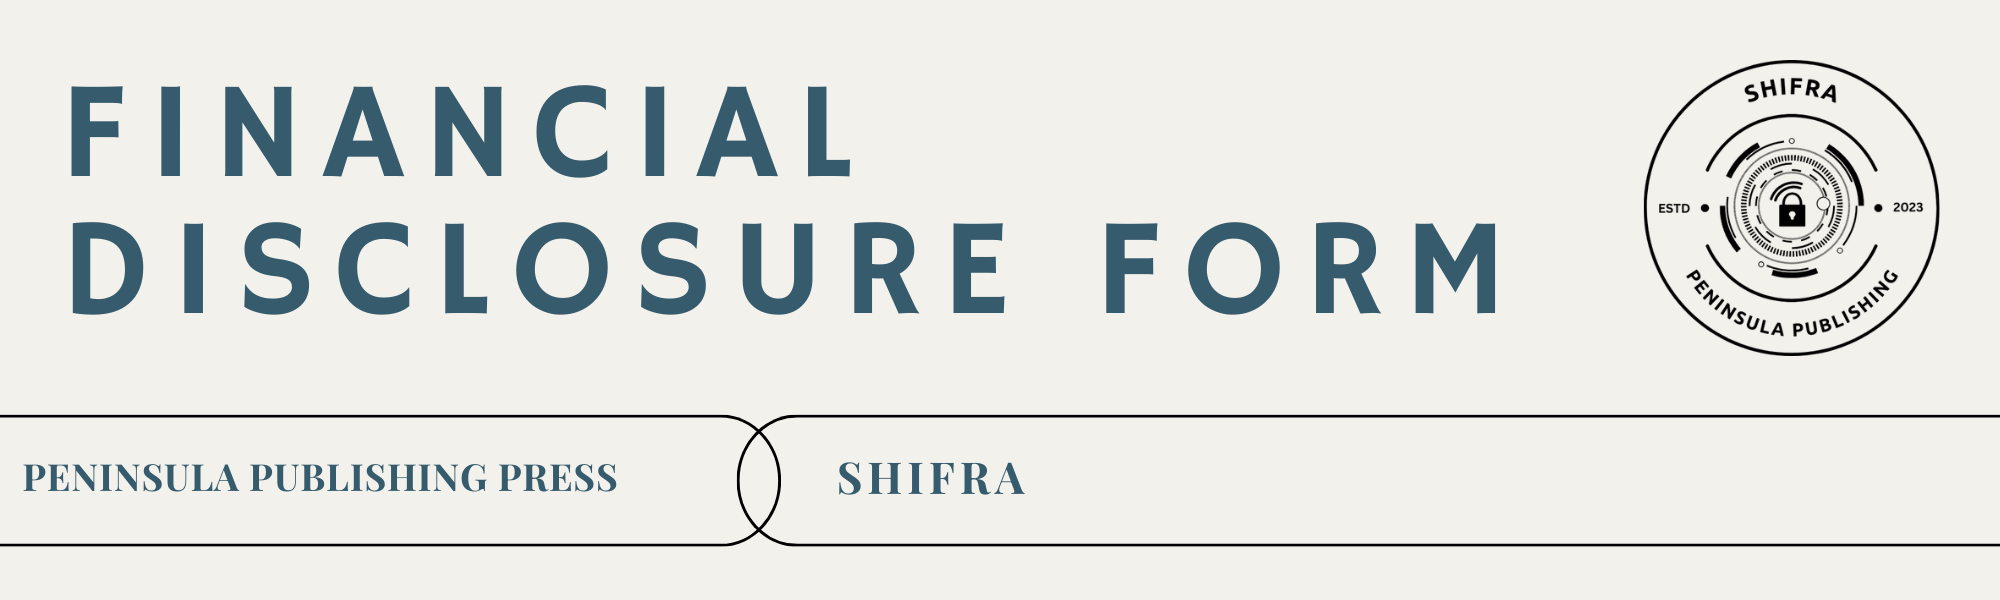 FINANCIAL
DISCLOSURE FORM
SHIFRA
ESTD
2023
PENINSULA PUBLISHING
PENINSULA PUBLISHING PRESS
SHIFRA